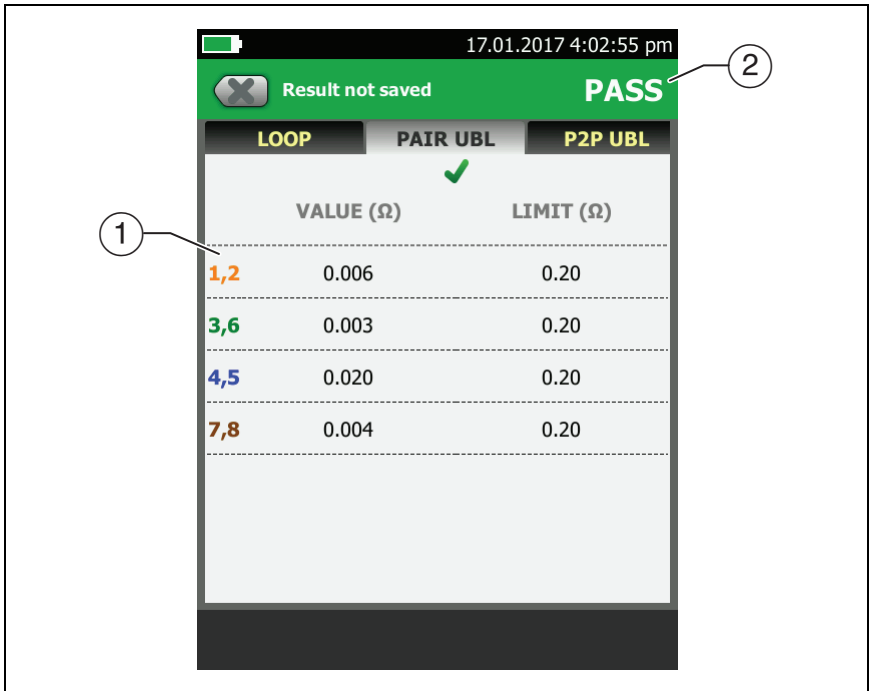 17.01.2017 4:02:55 pm
Result not saved PASS
2
LOOP PAIR UBL P2P UBL
VALUE (Ω) LIMIT (Ω)
1
1,2 0.006 0.20
3,6 0.003 0.20
4,5 0.020 0.20
7,8 0.004 0.20